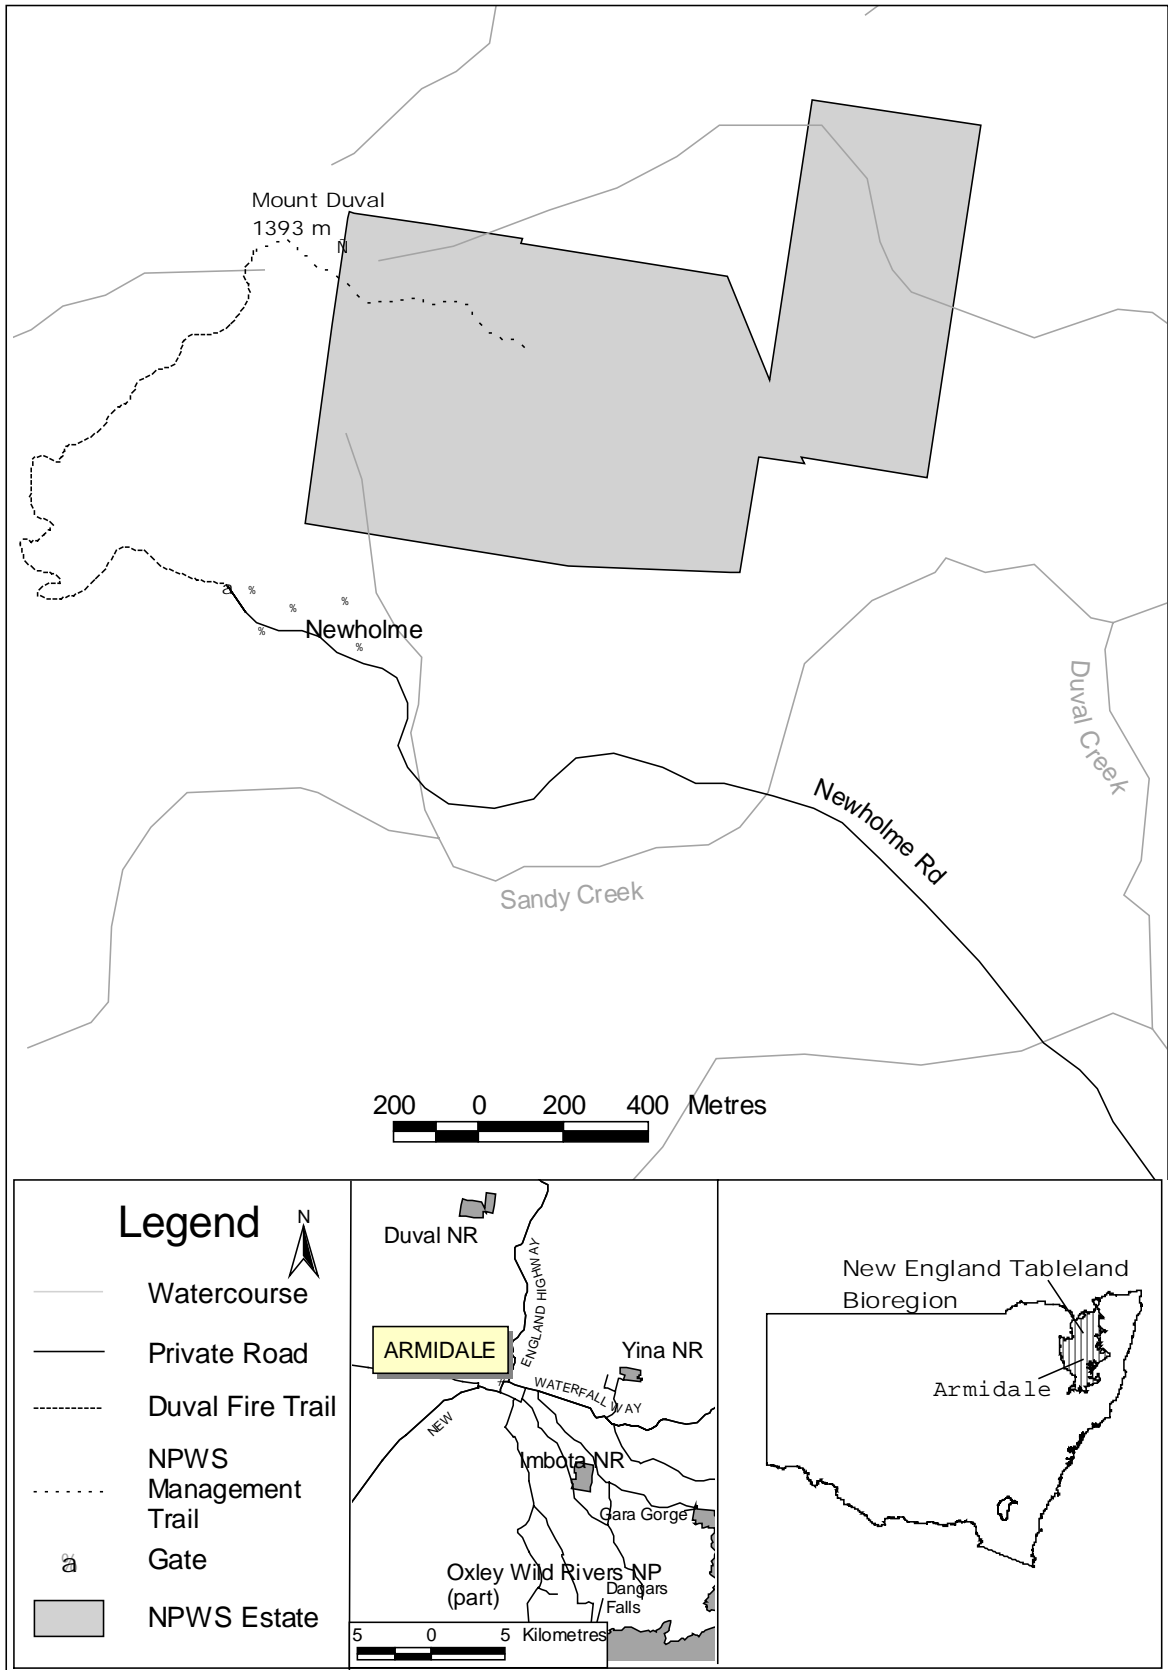 Mount Duval
1393 m
N
a
%
%
%
%
%
Newholme
Duval Creek
Newholme Rd
Sandy Creek
200 0 200 400 Metres
Legend
N
Watercourse
Private Road
Duval Fire Trail
NPWS
Management
Trail
%
a
Gate
NPWS Estate
Duval NR
ENGLAND HIGHWAY
ARMIDALE
Yina NR
WATERFALL WAY
NEW
Imbota NR
Gara Gorge
Oxley Wild Rivers NP
(part)
Dangars
Falls
5 0 5 Kilometres
New England Tableland
Bioregion
Armidale